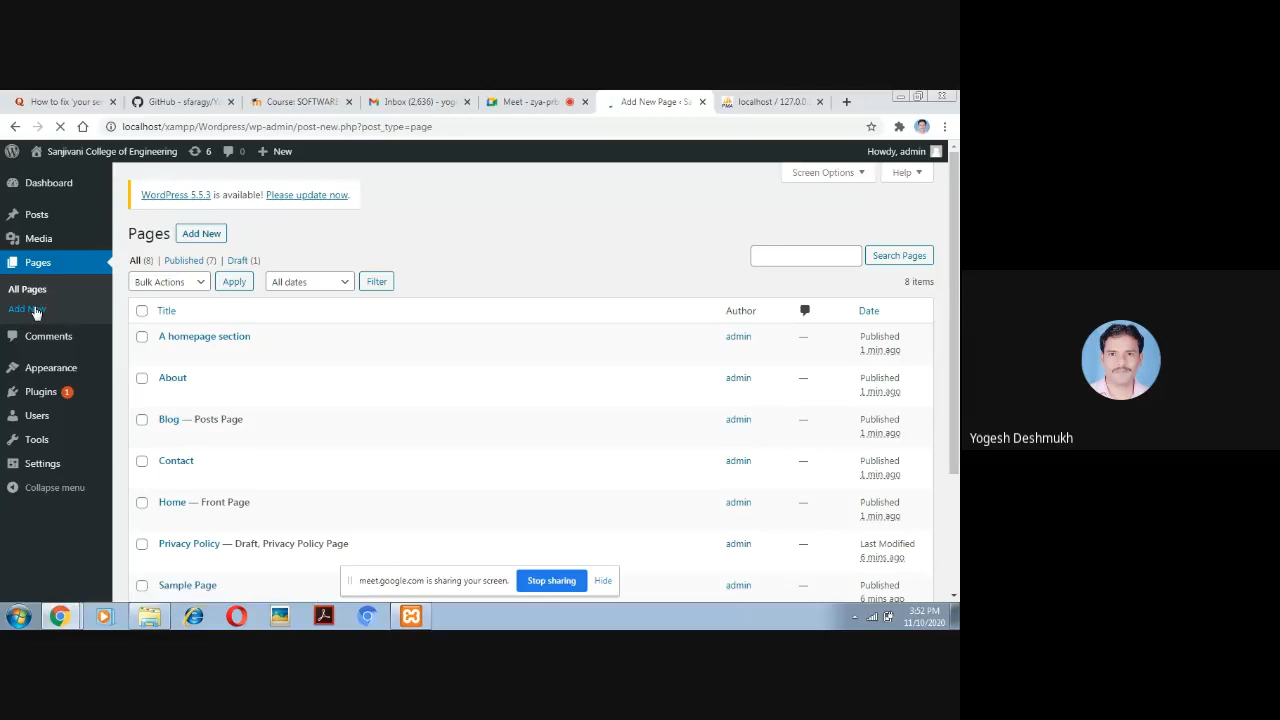 How to fix 'your se
GitHub - sfaragy/Yo
Course: SOFTWARE
Inbox (2,636) - yog
Meet - zya-prb
Add New Page ‹ Sa
localhost / 127.0.0.
localhost/xampp/Wordpress/wp-admin/post-new.php?post_type=page
Sanjivani College of Engineering 6 0 New
Howdy, admin
Dashboard
Posts
Media
Pages
All Pages
Add New
Comments
Appearance
Plugins 1
Users
Tools
Settings
Collapse menu
Screen Options
Help
WordPress 5.5.3 is available! Please update now.
Pages Add New
All (8) | Published (7) | Draft (1)
Search Pages
Bulk Actions Apply All dates Filter
8 items
Title Author Date
A homepage section admin — Published
1 min ago
About admin — Published
1 min ago
Blog — Posts Page admin — Published
1 min ago
Contact admin — Published
1 min ago
Home — Front Page admin — Published
1 min ago
Privacy Policy — Draft, Privacy Policy Page admin — Last Modified
6 mins ago
Sample Page admin — Published
6 mins ago
meet.google.com is sharing your screen. Stop sharing Hide
3:52 PM
11/10/2020
Yogesh Deshmukh